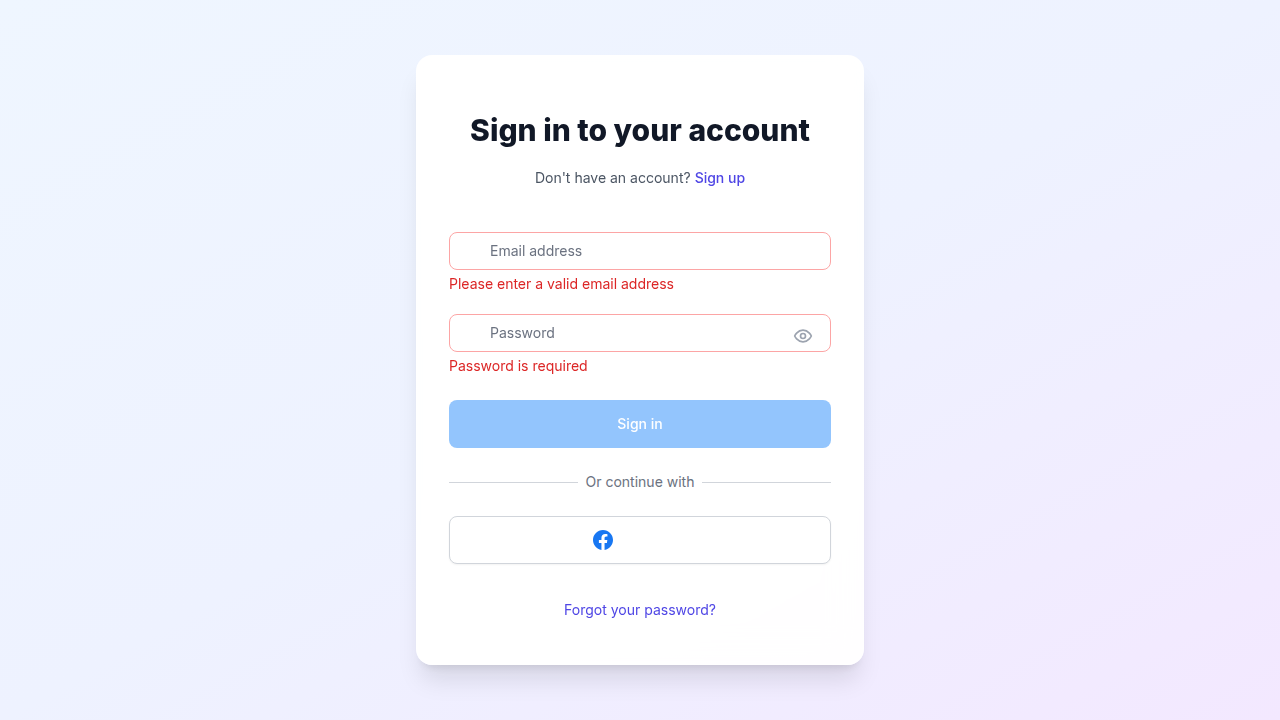 Sign in to your account
Don't have an account? Sign up
Email address
Please enter a valid email address
Password
Password is required
Sign in
Or continue with
Forgot your password?